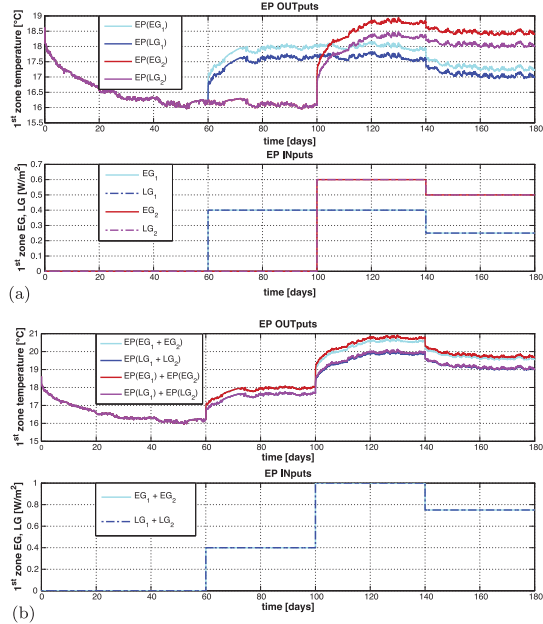 EP OUTputs
1st zone temperature [°C]
18.5
18
17.5
17
16.5
16
15.5
EP(EG1)
EP(LG1)
EP(EG2)
EP(LG2)
0 20 40 60 80 100 120 140 160 180
time [days]
EP INputs
1st zone EG, LG [W/m2]
0.7
0.6
0.5
0.4
0.3
0.2
0.1
0
EG1
LG1
EG2
LG2
0 20 40 60 80 100 120 140 160 180
time [days]
(a)
EP OUTputs
1st zone temperature [°C]
21
20
19
18
17
16
15
EP(EG1 + EG2)
EP(LG1 + LG2)
EP(EG1) + EP(EG2)
EP(LG1) + EP(LG2)
0 20 40 60 80 100 120 140 160 180
time [days]
EP INputs
1st zone EG, LG [W/m2]
1
0.8
0.6
0.4
0.2
0
EG1 + EG2
LG1 + LG2
0 20 40 60 80 100 120 140 160 180
time [days]
(b)